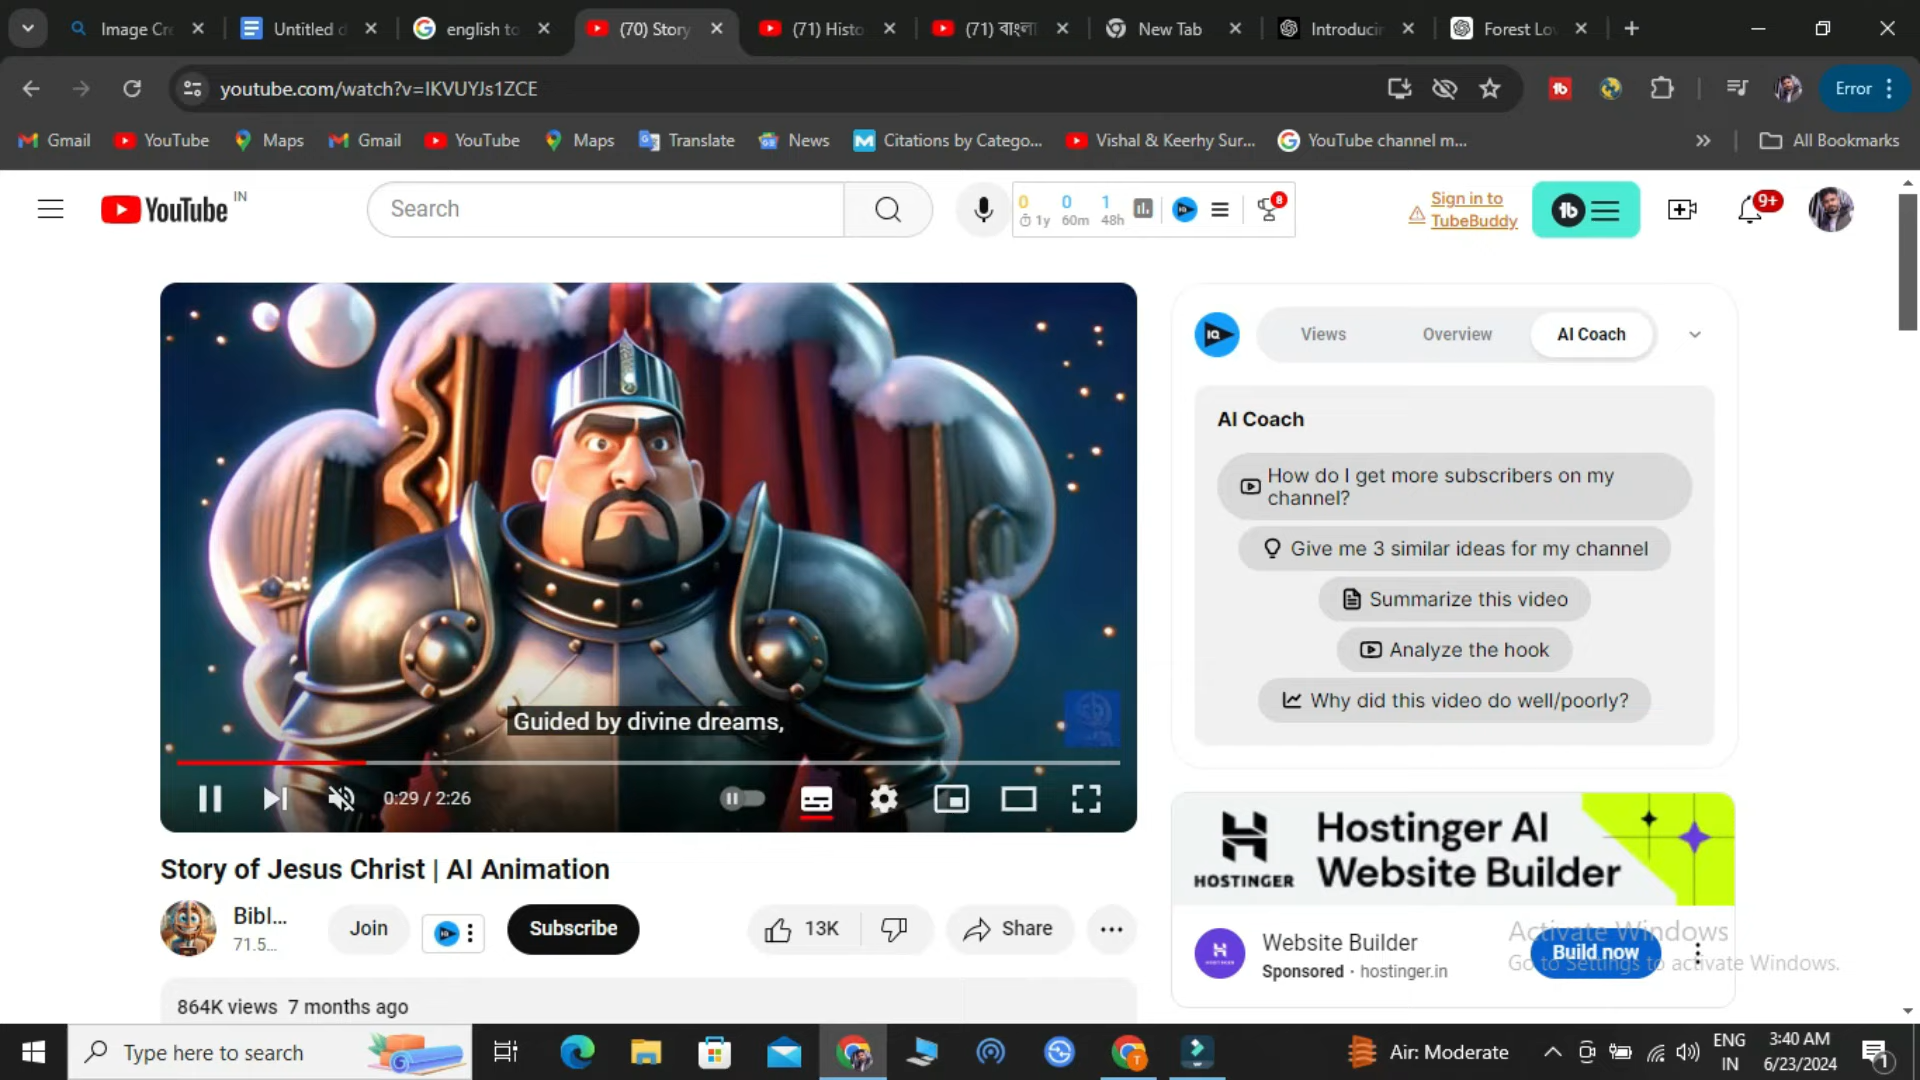 Image Cre
Untitled d
english to
(70) Story
(71) Histo
(71) বাংলা
New Tab
Introducin
Forest Lov
youtube.com/watch?v=IKVUYJs1ZCE
Error
Gmail
YouTube
Maps
Gmail
YouTube
Maps
Translate
News
Citations by Catego...
Vishal & Keerhy Sur...
YouTube channel m...
All Bookmarks
YouTube IN
Search
0 0 1
1y 60m 48h
8
Sign in to
TubeBuddy
9+
IQ
Views
Overview
AI Coach
AI Coach
How do I get more subscribers on my
channel?
Give me 3 similar ideas for my channel
Summarize this video
Analyze the hook
Why did this video do well/poorly?
Guided by divine dreams,
0:29 / 2:26
Story of Jesus Christ | AI Animation
Bibl...
71.5...
Join
Subscribe
13K
Share
864K views 7 months ago
HOSTINGER
Hostinger AI
Website Builder
Website Builder
Sponsored · hostinger.in
Build now
Activate Windows
Go to Settings to activate Windows.
Type here to search
Air: Moderate
ENG
IN
3:40 AM
6/23/2024
1